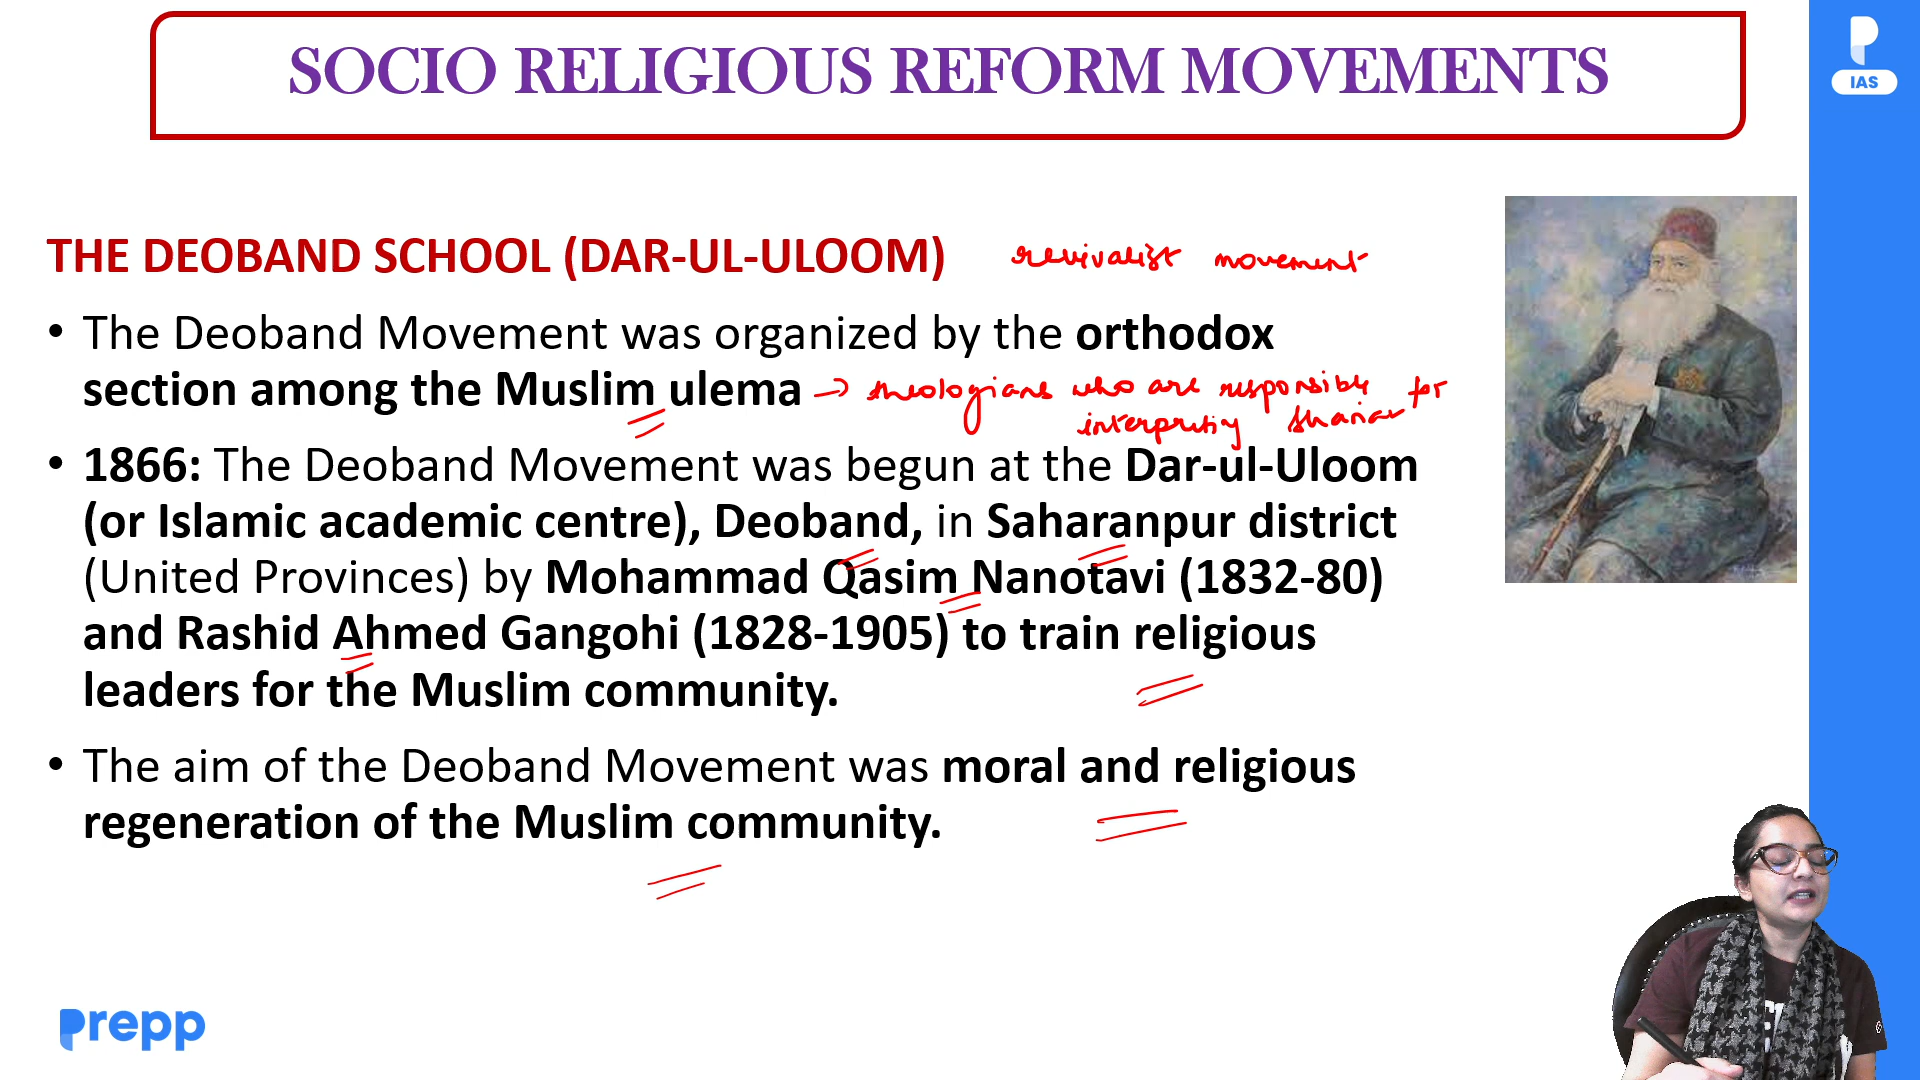 SOCIO RELIGIOUS REFORM MOVEMENTS
IAS
THE DEOBAND SCHOOL (DAR-UL-ULOOM) revivalist movement
• The Deoband Movement was organized by the orthodox
section among the Muslim ulema → theologians who are responsible for
interpreting Shariat
• 1866: The Deoband Movement was begun at the Dar-ul-Uloom
(or Islamic academic centre), Deoband, in Saharanpur district
(United Provinces) by Mohammad Qasim Nanotavi (1832-80)
and Rashid Ahmed Gangohi (1828-1905) to train religious
leaders for the Muslim community.
• The aim of the Deoband Movement was moral and religious
regeneration of the Muslim community.
prepp